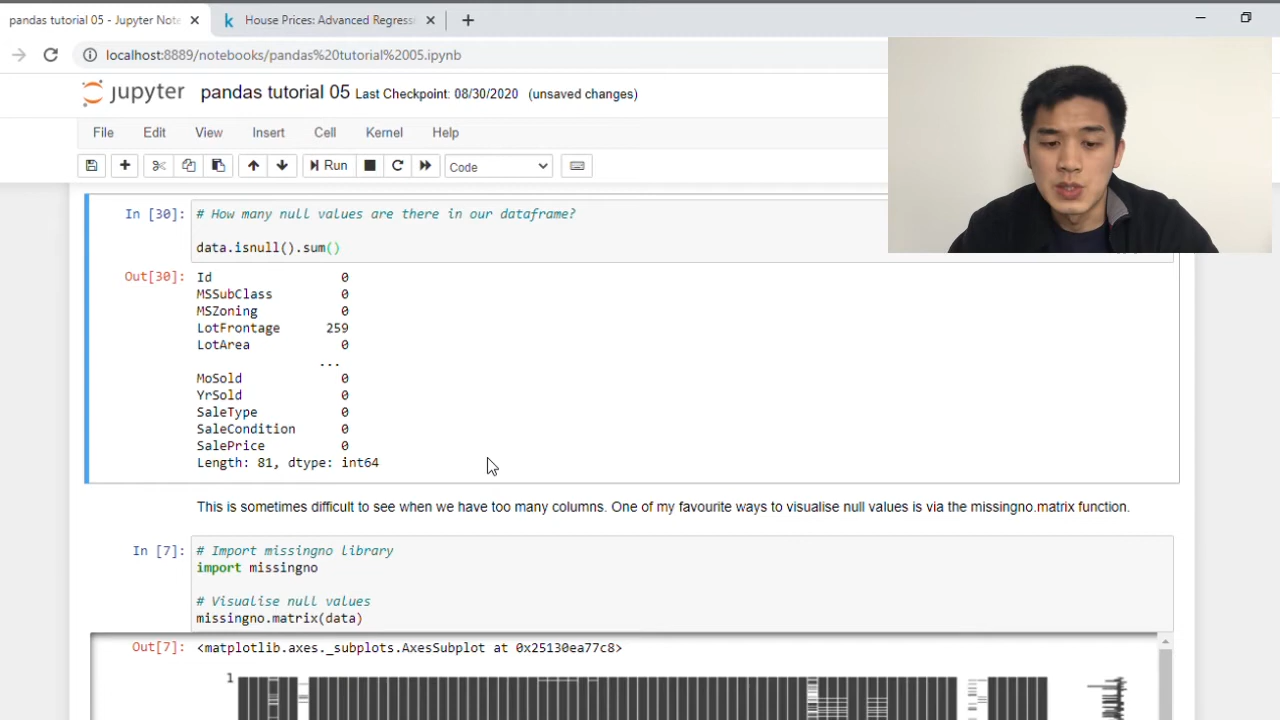 pandas tutorial 05 - Jupyter Note
House Prices: Advanced Regress
localhost:8889/notebooks/pandas%20tutorial%2005.ipynb
jupyter pandas tutorial 05 Last Checkpoint: 08/30/2020 (unsaved changes)
File Edit View Insert Cell Kernel Help
Run Code
In [30]: # How many null values are there in our dataframe?
data.isnull().sum()
Out[30]: Id 0
MSSubClass 0
MSZoning 0
LotFrontage 259
LotArea 0
...
MoSold 0
YrSold 0
SaleType 0
SaleCondition 0
SalePrice 0
Length: 81, dtype: int64
This is sometimes difficult to see when we have too many columns. One of my favourite ways to visualise null values is via the missingno.matrix function.
In [7]: # Import missingno library
import missingno
# Visualise null values
missingno.matrix(data)
Out[7]: <matplotlib.axes._subplots.AxesSubplot at 0x25130ea77c8>
1